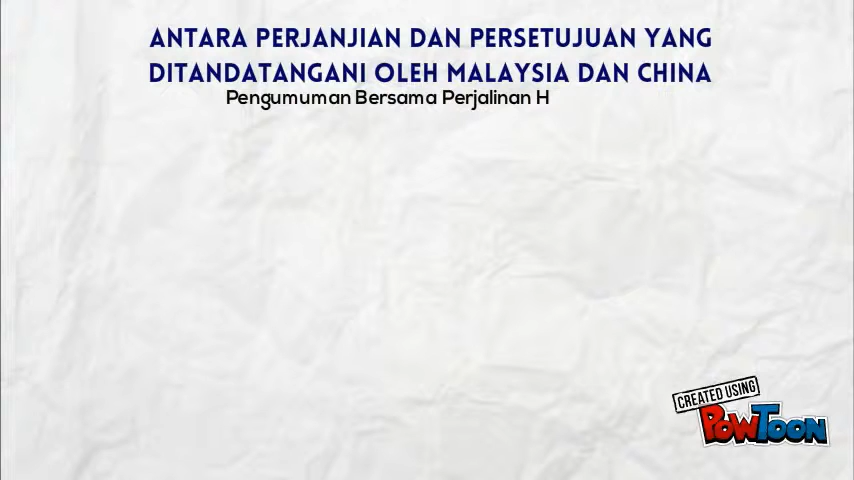 ANTARA PERJANJIAN DAN PERSETUJUAN YANG
DITANDATANGANI OLEH MALAYSIA DAN CHINA
Pengumuman Bersama Perjalinan H
CREATED USING
POWTOON